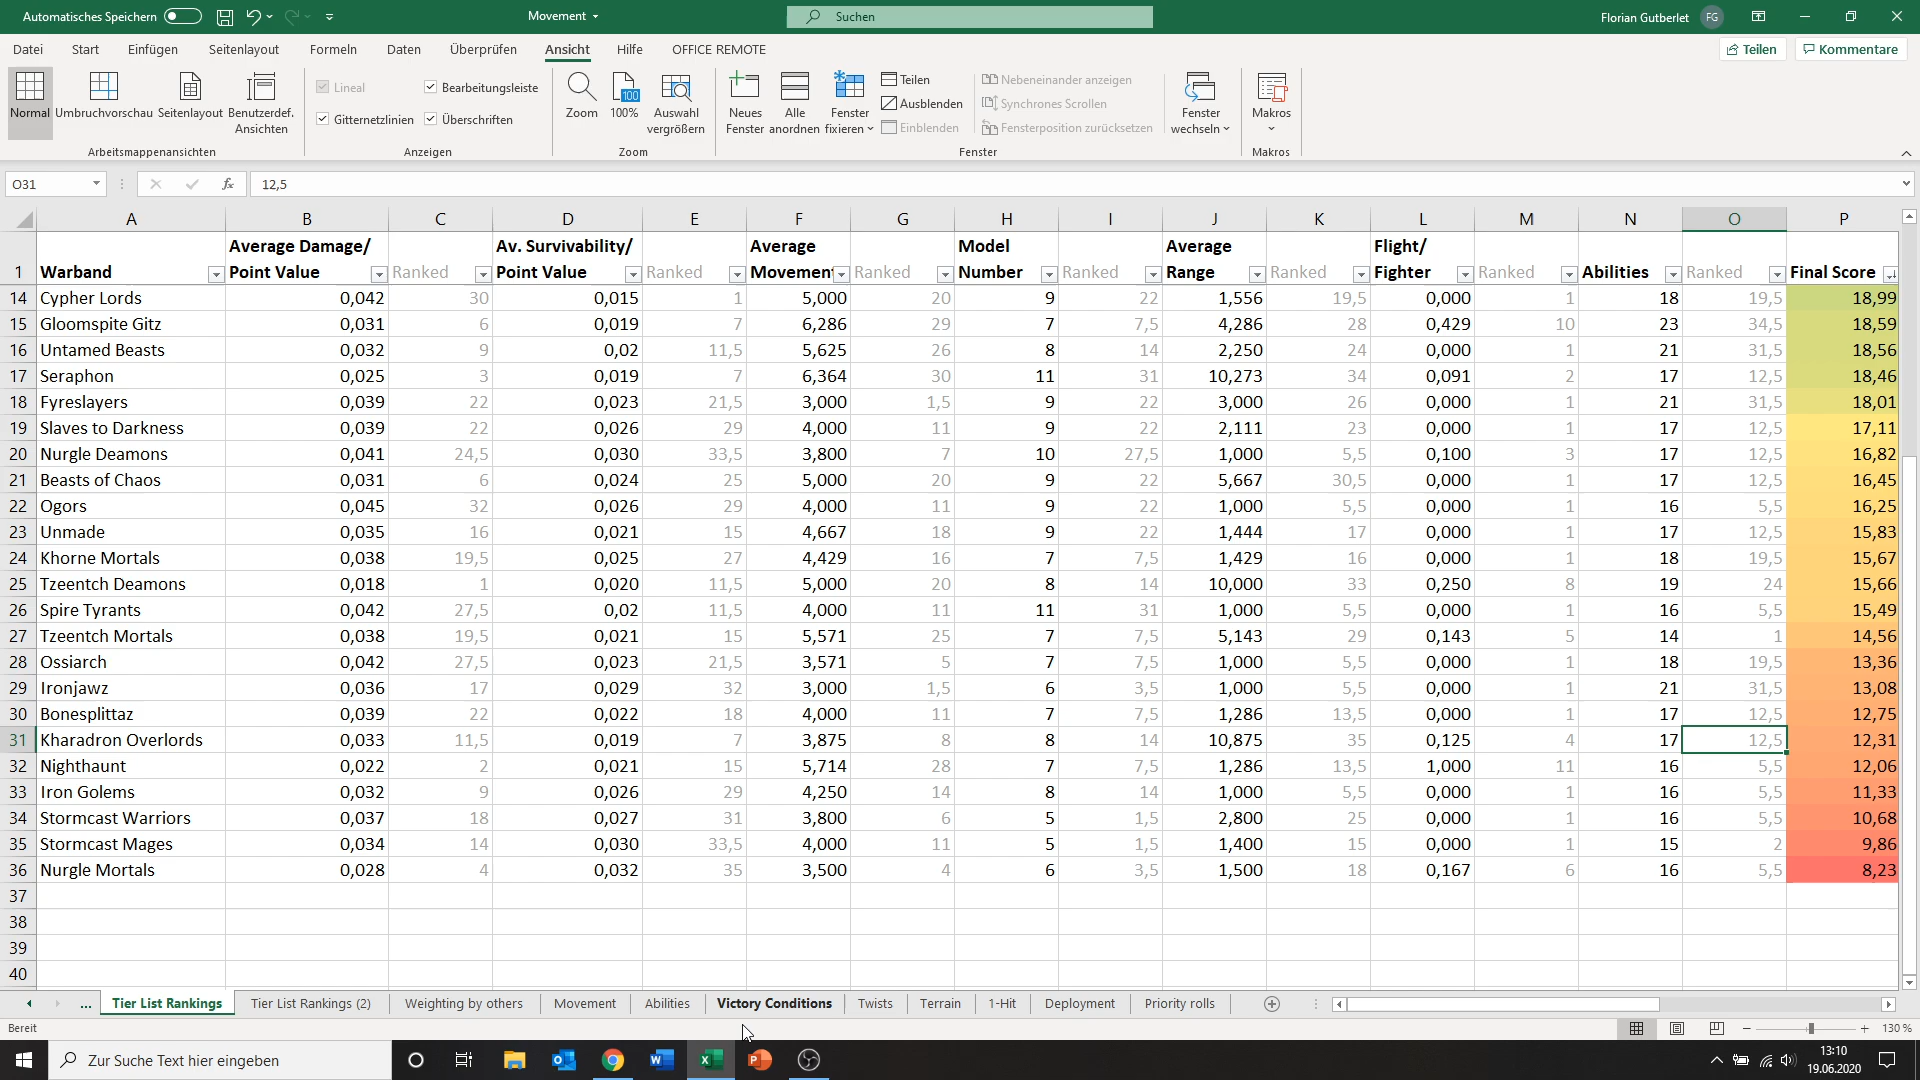 Automatisches Speichern Movement Suchen Florian Gutberlet FG
Datei Start Einfügen Seitenlayout Formeln Daten Überprüfen Ansicht Hilfe OFFICE REMOTE Teilen Kommentare
Normal Umbruchvorschau Seitenlayout Benutzerdef. Ansichten
Arbeitsmappenansichten
Lineal Bearbeitungsleiste
Gitternetzlinien Überschriften
Anzeigen
Zoom 100% Auswahl vergrößern
Zoom
Neues Fenster Alle anordnen Fenster fixieren
Teilen
Ausblenden
Einblenden
Nebeneinander anzeigen
Synchrones Scrollen
Fensterposition zurücksetzen
Fenster wechseln
Fenster
Makros
Makros
O31 fx 12,5
A B C D E F G H I J K L M N O P
1 Warband Average Damage/ Point Value Ranked Av. Survivability/ Point Value Ranked Average Movement Ranked Model Number Ranked Average Range Ranked Flight/ Fighter Ranked Abilities Ranked Final Score
14 Cypher Lords 0,042 30 0,015 1 5,000 20 9 22 1,556 19,5 0,000 1 18 19,5 18,99
15 Gloomspite Gitz 0,031 6 0,019 7 6,286 29 7 7,5 4,286 28 0,429 10 23 34,5 18,59
16 Untamed Beasts 0,032 9 0,02 11,5 5,625 26 8 14 2,250 24 0,000 1 21 31,5 18,56
17 Seraphon 0,025 3 0,019 7 6,364 30 11 31 10,273 34 0,091 2 17 12,5 18,46
18 Fyreslayers 0,039 22 0,023 21,5 3,000 1,5 9 22 3,000 26 0,000 1 21 31,5 18,01
19 Slaves to Darkness 0,039 22 0,026 29 4,000 11 9 22 2,111 23 0,000 1 17 12,5 17,11
20 Nurgle Deamons 0,041 24,5 0,030 33,5 3,800 7 10 27,5 1,000 5,5 0,100 3 17 12,5 16,82
21 Beasts of Chaos 0,031 6 0,024 25 5,000 20 9 22 5,667 30,5 0,000 1 17 12,5 16,45
22 Ogors 0,045 32 0,026 29 4,000 11 9 22 1,000 5,5 0,000 1 16 5,5 16,25
23 Unmade 0,035 16 0,021 15 4,667 18 9 22 1,444 17 0,000 1 17 12,5 15,83
24 Khorne Mortals 0,038 19,5 0,025 27 4,429 16 7 7,5 1,429 16 0,000 1 18 19,5 15,67
25 Tzeentch Deamons 0,018 1 0,020 11,5 5,000 20 8 14 10,000 33 0,250 8 19 24 15,66
26 Spire Tyrants 0,042 27,5 0,02 11,5 4,000 11 11 31 1,000 5,5 0,000 1 16 5,5 15,49
27 Tzeentch Mortals 0,038 19,5 0,021 15 5,571 25 7 7,5 5,143 29 0,143 5 14 1 14,56
28 Ossiarch 0,042 27,5 0,023 21,5 3,571 5 7 7,5 1,000 5,5 0,000 1 18 19,5 13,36
29 Ironjawz 0,036 17 0,029 32 3,000 1,5 6 3,5 1,000 5,5 0,000 1 21 31,5 13,08
30 Bonesplittaz 0,039 22 0,022 18 4,000 11 7 7,5 1,286 13,5 0,000 1 17 12,5 12,75
31 Kharadron Overlords 0,033 11,5 0,019 7 3,875 8 8 14 10,875 35 0,125 4 17 12,5 12,31
32 Nighthaunt 0,022 2 0,021 15 5,714 28 7 7,5 1,286 13,5 1,000 11 16 5,5 12,06
33 Iron Golems 0,032 9 0,026 29 4,250 14 8 14 1,000 5,5 0,000 1 16 5,5 11,33
34 Stormcast Warriors 0,037 18 0,027 31 3,800 6 5 1,5 2,800 25 0,000 1 16 5,5 10,68
35 Stormcast Mages 0,034 14 0,030 33,5 4,000 11 5 1,5 1,400 15 0,000 1 15 2 9,86
36 Nurgle Mortals 0,028 4 0,032 35 3,500 4 6 3,5 1,500 18 0,167 6 16 5,5 8,23
37
38
39
40
... Tier List Rankings Tier List Rankings (2) Weighting by others Movement Abilities Victory Conditions Twists Terrain 1-Hit Deployment Priority rolls
Bereit 130 %
Zur Suche Text hier eingeben 13:10
19.06.2020